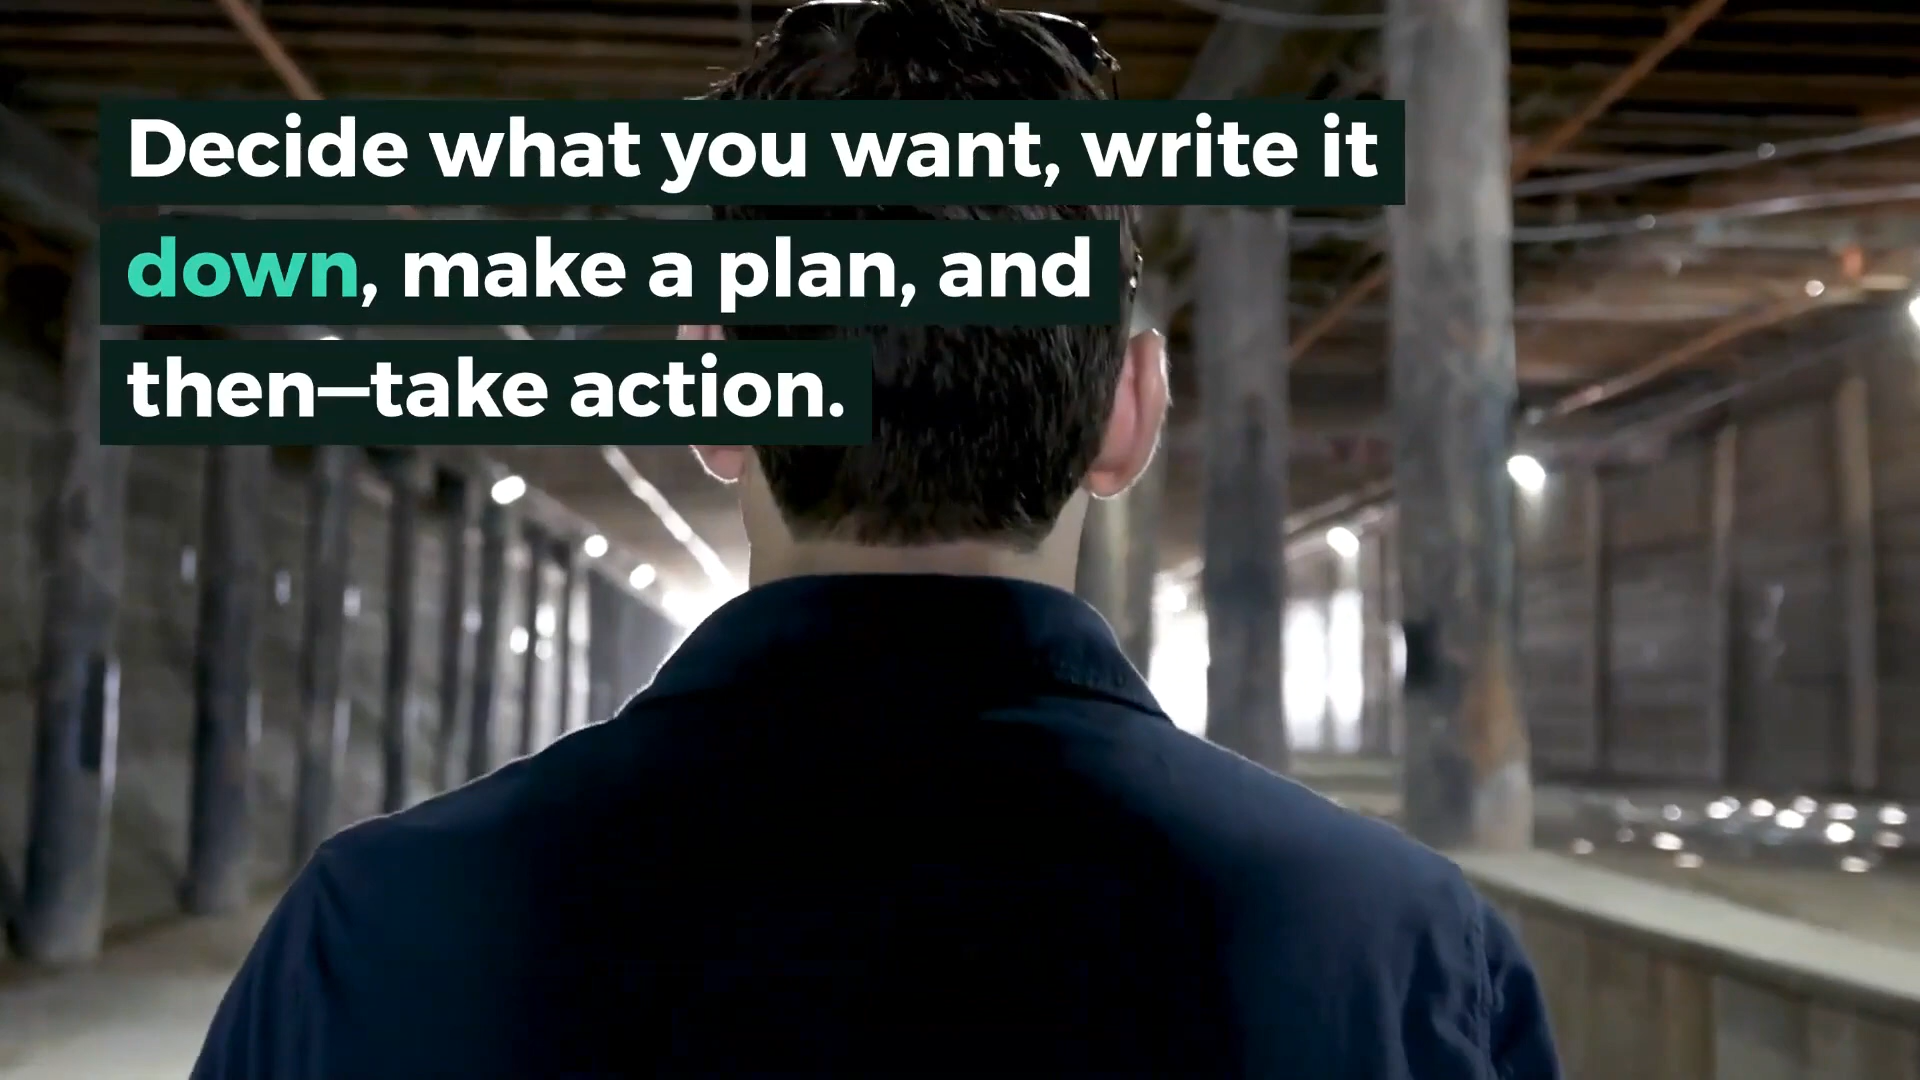 Decide what you want, write it
down, make a plan, and
then—take action.